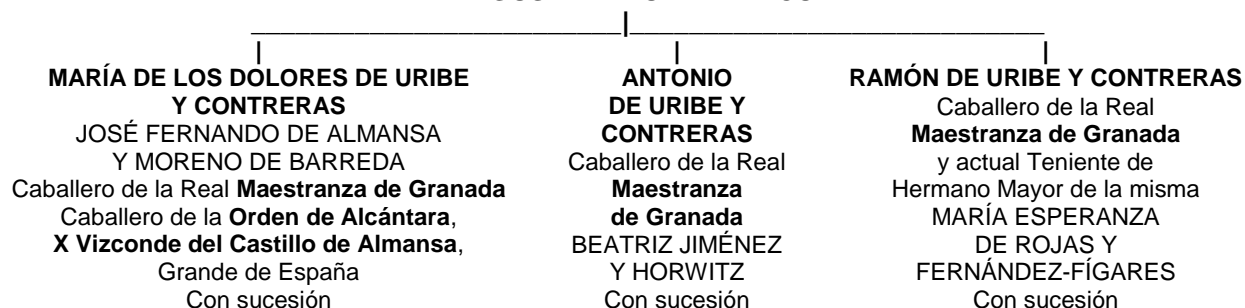 MARÍA DE LOS DOLORES DE URIBE
Y CONTRERAS
JOSÉ FERNANDO DE ALMANSA
Y MORENO DE BARREDA
Caballero de la Real Maestranza de Granada
Caballero de la Orden de Alcántara,
X Vizconde del Castillo de Almansa,
Grande de España
Con sucesión
ANTONIO
DE URIBE Y
CONTRERAS
Caballero de la Real
Maestranza
de Granada
BEATRIZ JIMÉNEZ
Y HORWITZ
Con sucesión
RAMÓN DE URIBE Y CONTRERAS
Caballero de la Real
Maestranza de Granada
y actual Teniente de
Hermano Mayor de la misma
MARÍA ESPERANZA
DE ROJAS Y
FERNÁNDEZ-FÍGARES
Con sucesión